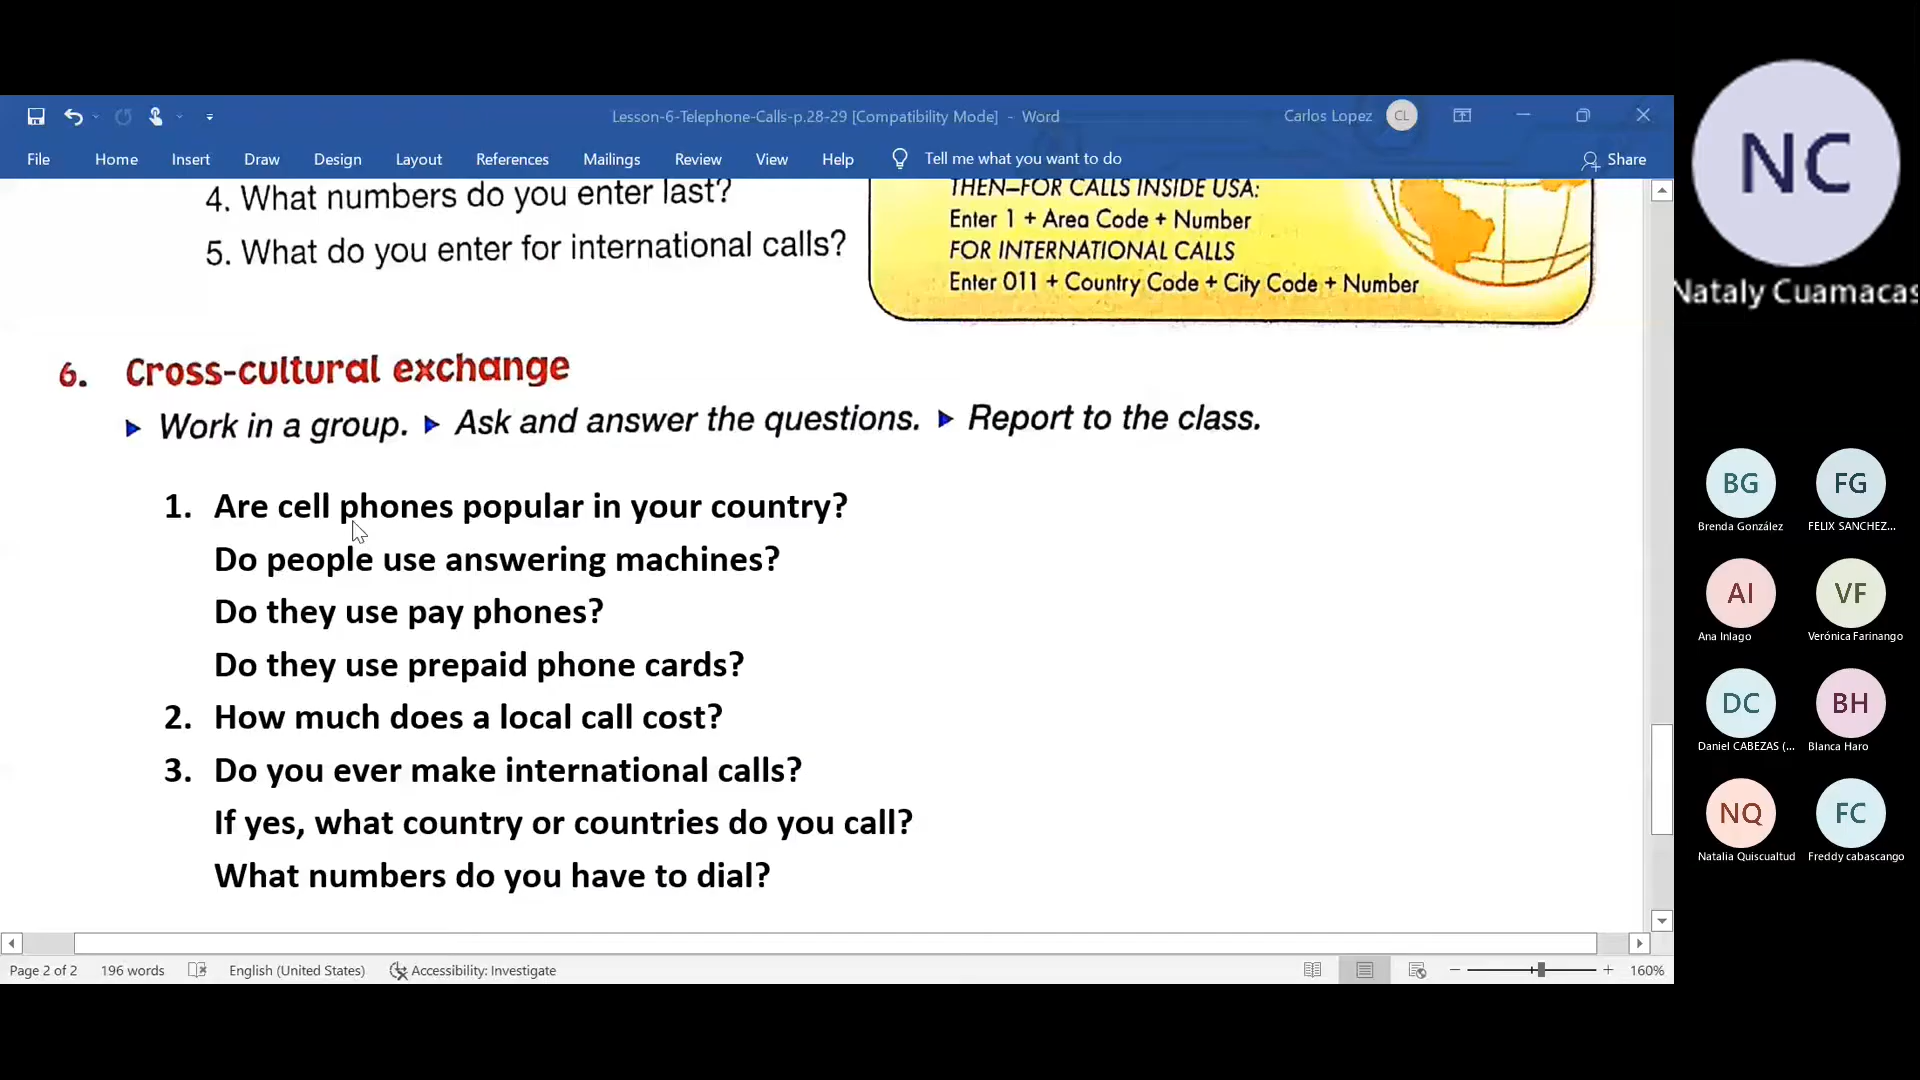 Lesson-6-Telephone-Calls-p.28-29 [Compatibility Mode] - Word
Carlos Lopez CL
File Home Insert Draw Design Layout References Mailings Review View Help Tell me what you want to do Share
4. What numbers do you enter last?
5. What do you enter for international calls?
THEN–FOR CALLS INSIDE USA:
Enter 1 + Area Code + Number
FOR INTERNATIONAL CALLS
Enter 011 + Country Code + City Code + Number
6. Cross-cultural exchange
Work in a group. Ask and answer the questions. Report to the class.
1. Are cell phones popular in your country?
Do people use answering machines?
Do they use pay phones?
Do they use prepaid phone cards?
2. How much does a local call cost?
3. Do you ever make international calls?
If yes, what country or countries do you call?
What numbers do you have to dial?
Page 2 of 2 196 words English (United States) Accessibility: Investigate 160%
NC
Nataly Cuamacas
BG FG
Brenda González FELIX SANCHEZ...
AI VF
Ana Inlago Verónica Farinango
DC BH
Daniel CABEZAS (... Blanca Haro
NQ FC
Natalia Quiscualtud Freddy cabascango